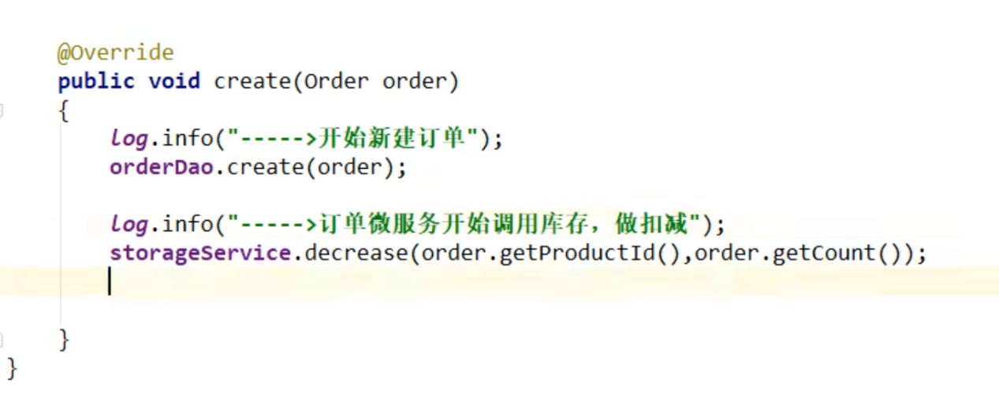 @Override
public void create(Order order)
{
log.info("----->开始新建订单");
orderDao.create(order);
log.info("----->订单微服务开始调用库存，做扣减");
storageService.decrease(order.getProductId(),order.getCount());
}
}